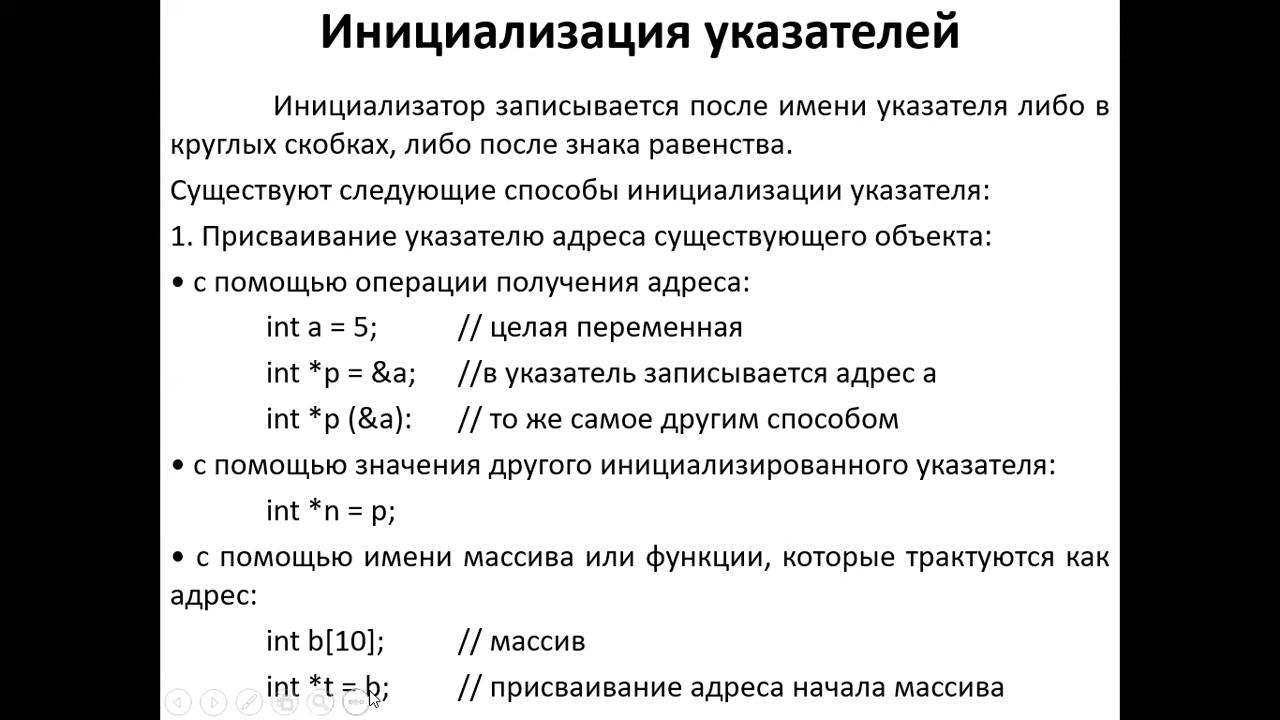 Инициализация указателей
Инициализатор записывается после имени указателя либо в
круглых скобках, либо после знака равенства.
Существуют следующие способы инициализации указателя:
1. Присваивание указателю адреса существующего объекта:
• с помощью операции получения адреса:
int a = 5; // целая переменная
int *p = &a; //в указатель записывается адрес a
int *p (&a): // то же самое другим способом
• с помощью значения другого инициализированного указателя:
int *n = p;
• с помощью имени массива или функции, которые трактуются как
адрес:
int b[10]; // массив
int *t = b; // присваивание адреса начала массива